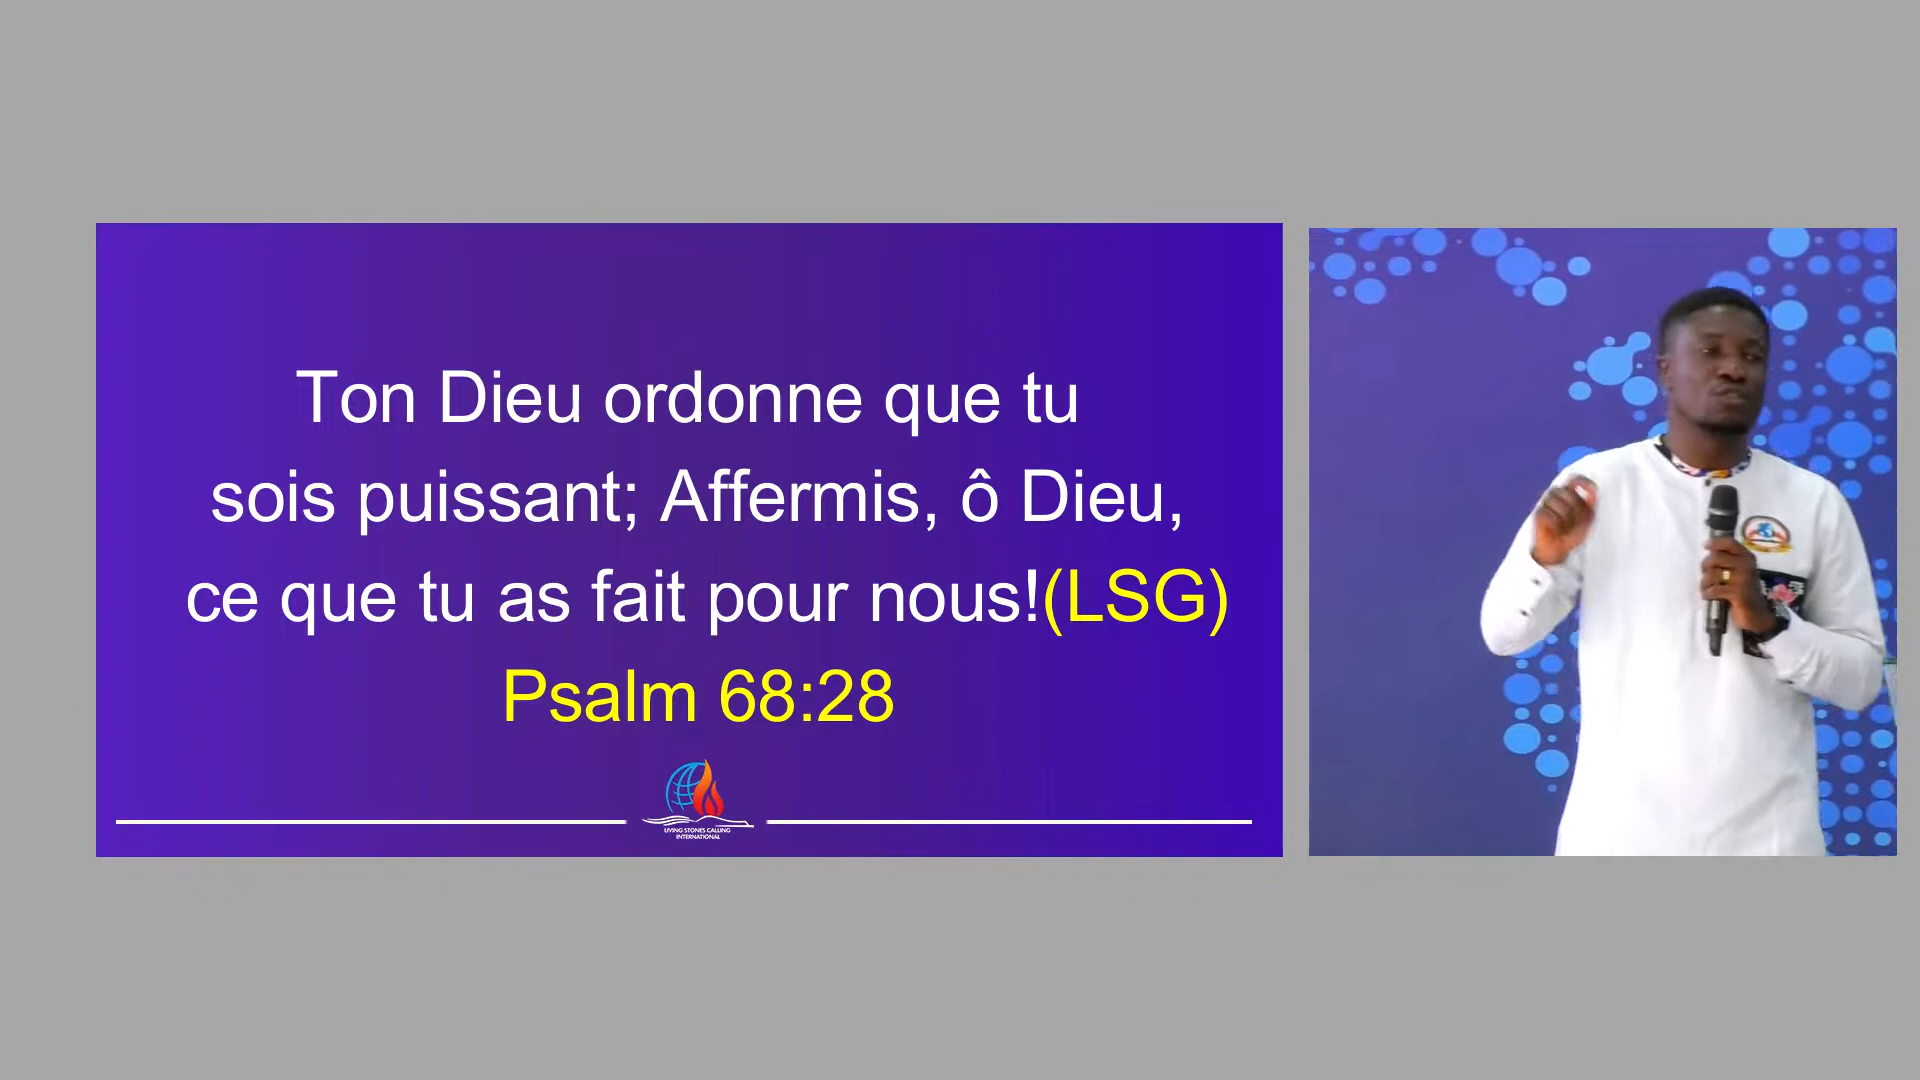 Ton Dieu ordonne que tu
sois puissant; Affermis, ô Dieu,
ce que tu as fait pour nous!(LSG)
Psalm 68:28
LIVING STONES CALLING
INTERNATIONAL